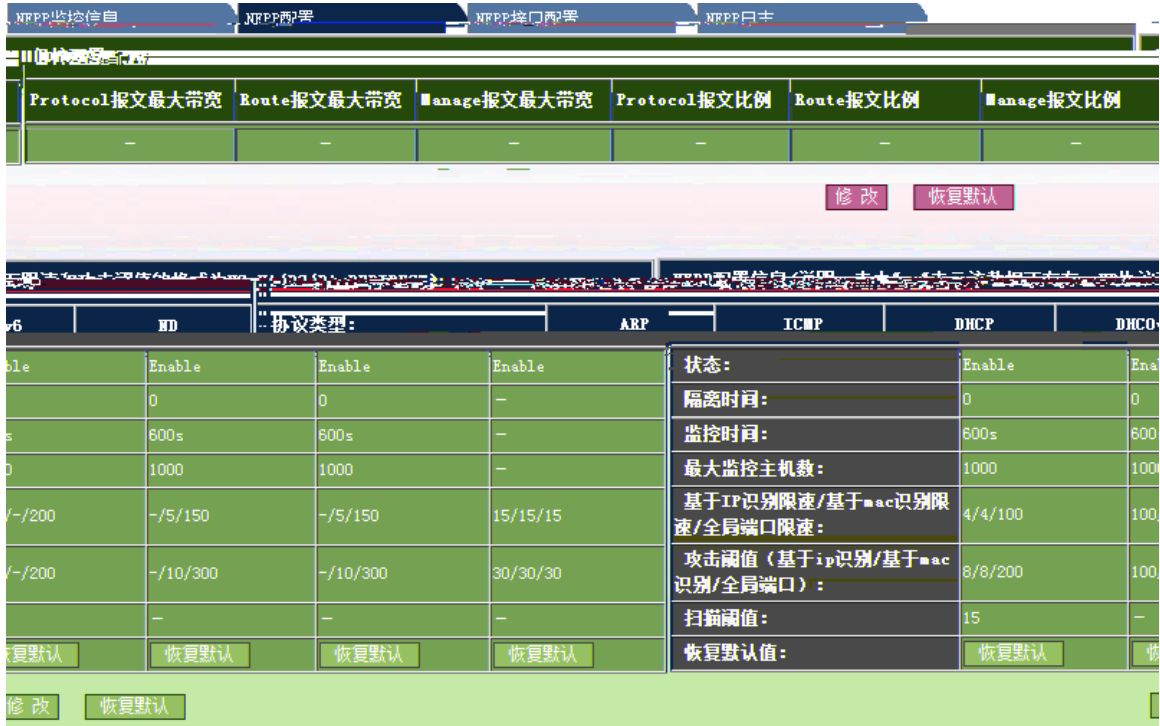 NFPP监控信息 NFPP配置 NFPP接口配置 NFPP日志
Protocol报文最大带宽 Route报文最大带宽 Manage报文最大带宽 Protocol报文比例 Route报文比例 Manage报文比例
- - - - - -
修 改 恢复默认
v6 ND 协议类型: ARP ICMP DHCP DHCO
ble Enable Enable Enable 状态: Enable Ena
0 0 - 隔离时间: 0 0
s 600s 600s - 监控时间: 600s 600
0 1000 1000 - 最大监控主机数: 1000 100
/-/200 -/5/150 -/5/150 15/15/15 基于IP识别限速/基于mac识别限 4/4/100 100/
速/全局端口限速:
/-/200 -/10/300 -/10/300 30/30/30 攻击阈值（基于ip识别/基于mac 8/8/200 100/
识别/全局端口）:
- - - 扫描阈值: 15 -
恢复默认 恢复默认 恢复默认 恢复默认 恢复默认值: 恢复默认
修 改 恢复默认